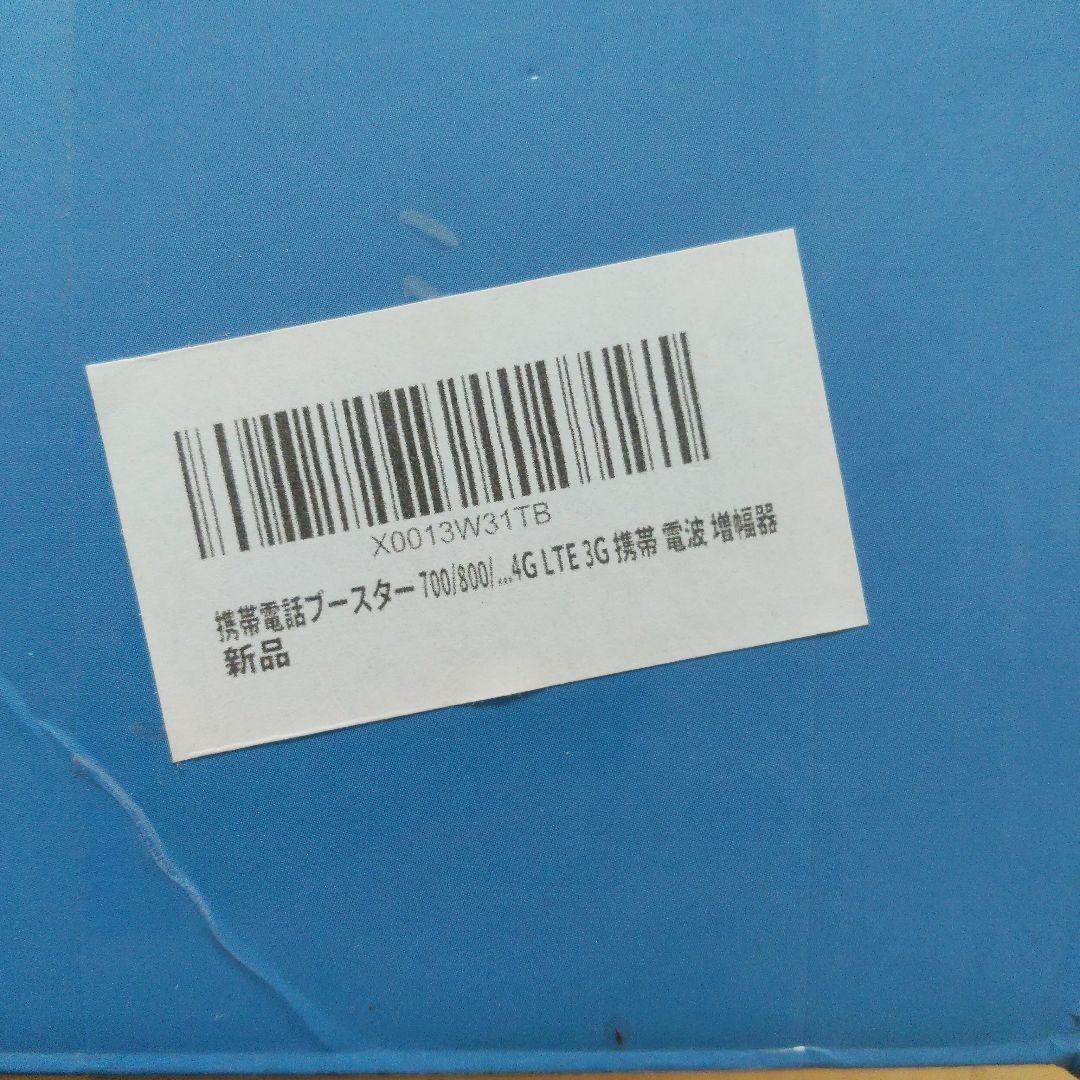 X0013W31TB
携帯電話ブースター 700/800/...4G LTE 3G 携帯 電波 増幅器
新品